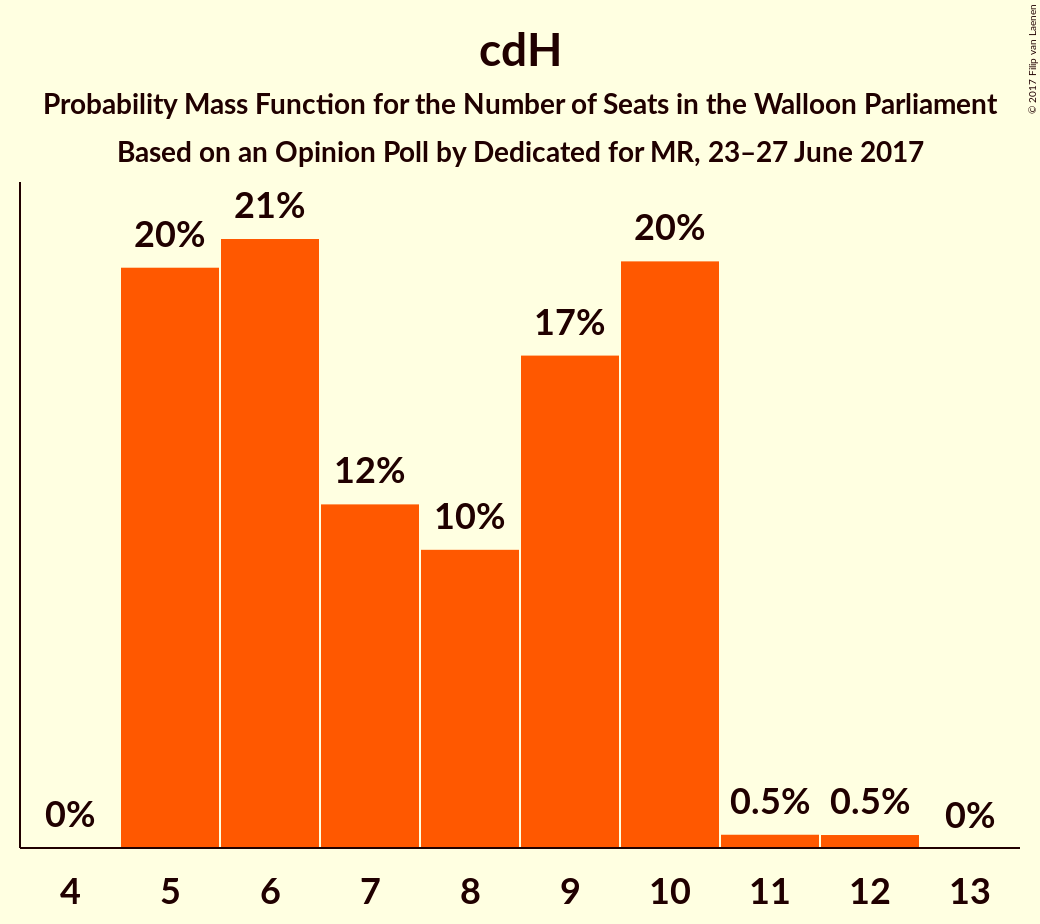 cdH
Probability Mass Function for the Number of Seats in the Walloon Parliament
Based on an Opinion Poll by Dedicated for MR, 23–27 June 2017
© 2017 Filip van Laenen
0% 20% 21% 12% 10% 17% 20% 0.5% 0.5% 0%
4 5 6 7 8 9 10 11 12 13